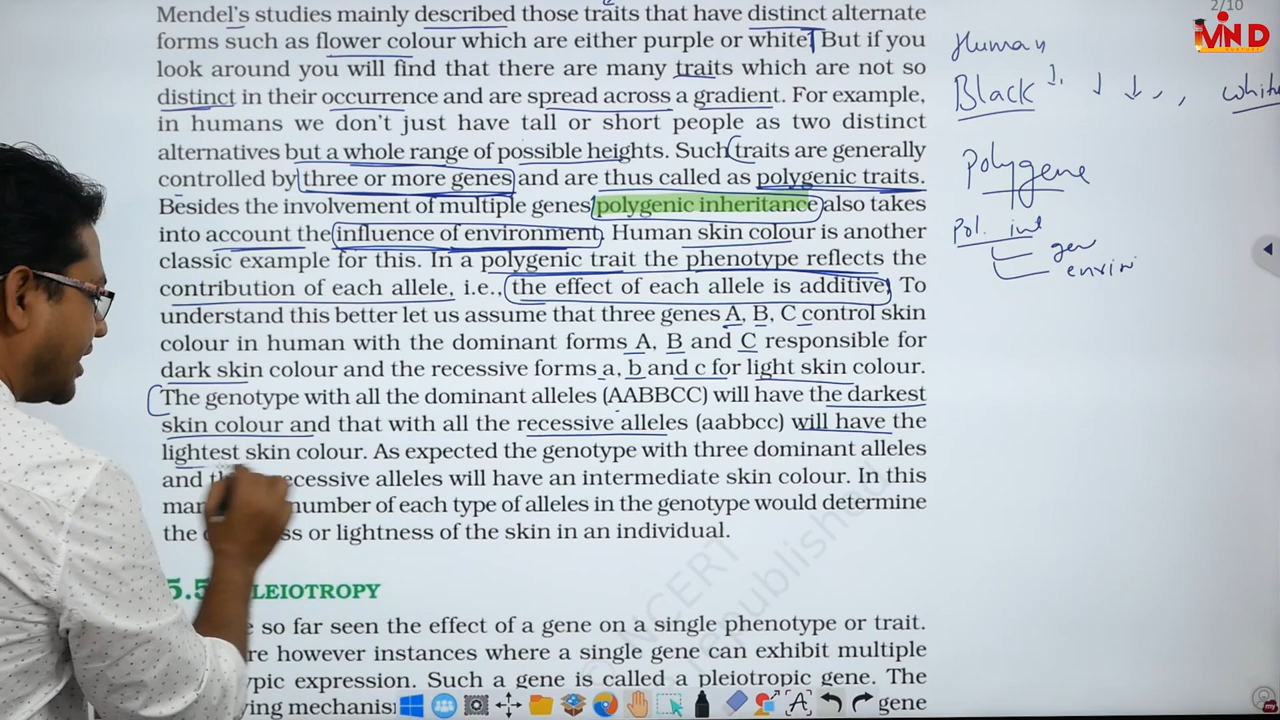 2/10
MIND
Mendel's studies mainly described those traits that have distinct alternate
forms such as flower colour which are either purple or white. But if you
look around you will find that there are many traits which are not so
distinct in their occurrence and are spread across a gradient. For example,
in humans we don't just have tall or short people as two distinct
alternatives but a whole range of possible heights. Such traits are generally
controlled by three or more genes and are thus called as polygenic traits.
Besides the involvement of multiple genes polygenic inheritance also takes
into account the influence of environment. Human skin colour is another
classic example for this. In a polygenic trait the phenotype reflects the
contribution of each allele, i.e., the effect of each allele is additive. To
understand this better let us assume that three genes A, B, C control skin
colour in human with the dominant forms A, B and C responsible for
dark skin colour and the recessive forms a, b and c for light skin colour.
The genotype with all the dominant alleles (AABBCC) will have the darkest
skin colour and that with all the recessive alleles (aabbcc) will have the
lightest skin colour. As expected the genotype with three dominant alleles
and ecessive alleles will have an intermediate skin colour. In this
man number of each type of alleles in the genotype would determine
the ss or lightness of the skin in an individual.
5.5 LEIOTROPY
so far seen the effect of a gene on a single phenotype or trait.
re however instances where a single gene can exhibit multiple
ypic expression. Such a gene is called a pleiotropic gene. The
ing mechanis gene
Human
Black whit
Polygene
Pol. int
gen
envir
© NCERT
republished